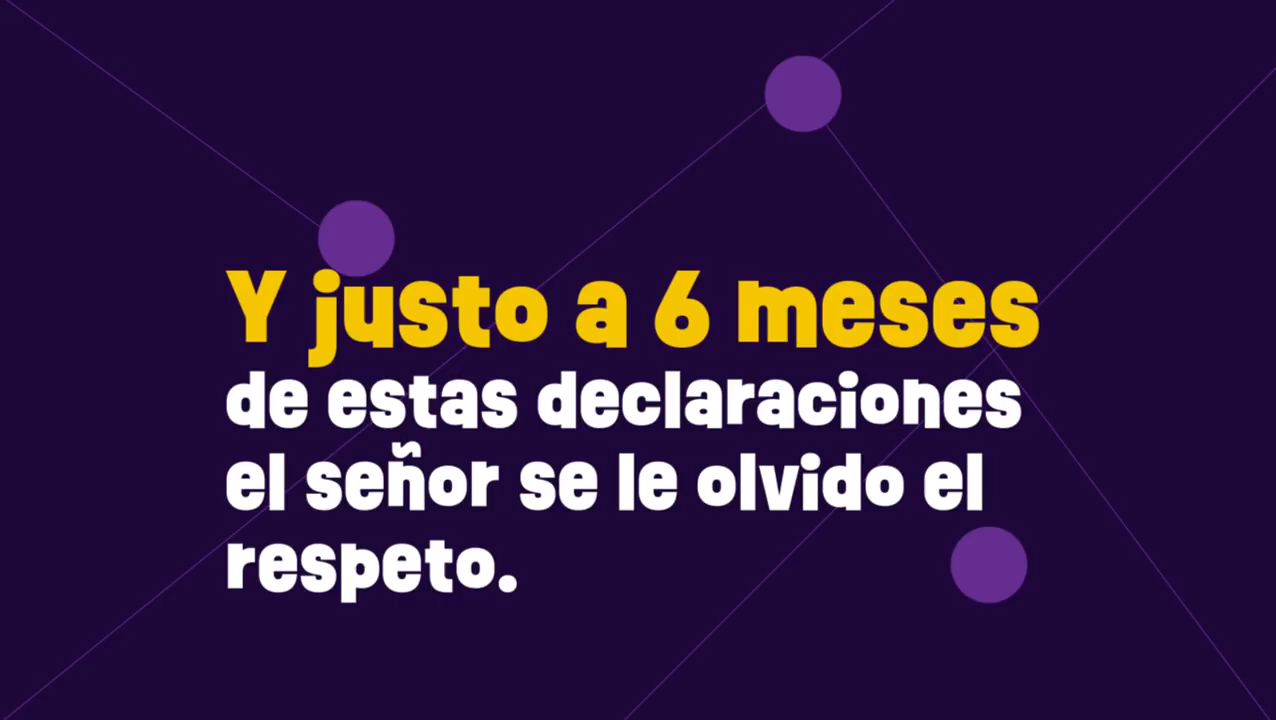 Y justo a 6 meses
de estas declaraciones
el señor se le olvido el
respeto.